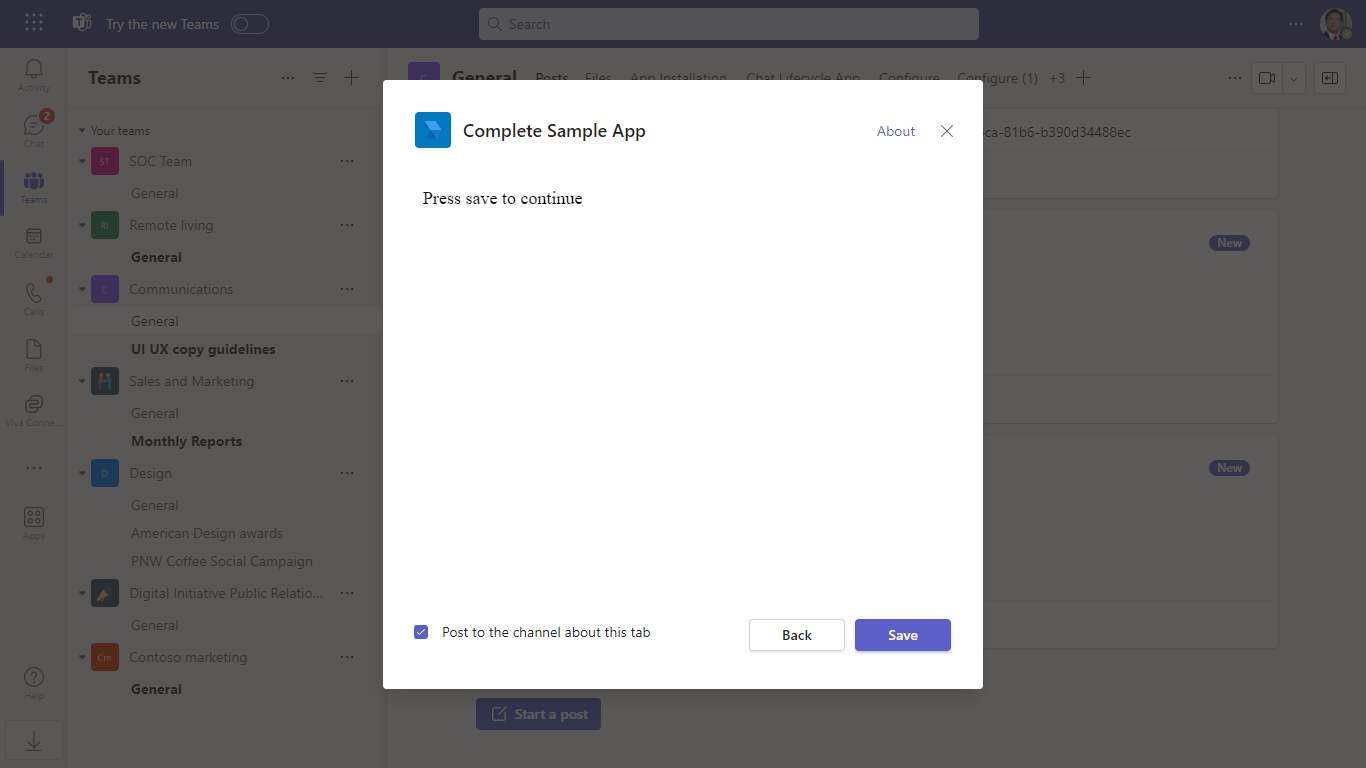 Try the new Teams
Search
Activity
2
Chat
Teams
Calendar
Calls
Files
Viva Conne...
Apps
Help
Teams
Your teams
ST
SOC Team
General
RI
Remote living
General
C
Communications
General
UI UX copy guidelines
Sales and Marketing
General
Monthly Reports
D
Design
General
American Design awards
PNW Coffee Social Campaign
Digital Initiative Public Relatio...
General
Cm
Contoso marketing
General
C
General
Posts Files App Installation Chat Lifecycle App Configure Configure (1) +3
ca-81b6-b390d34488ec
New
New
Start a post
Complete Sample App
About
Press save to continue
Post to the channel about this tab
Back
Save